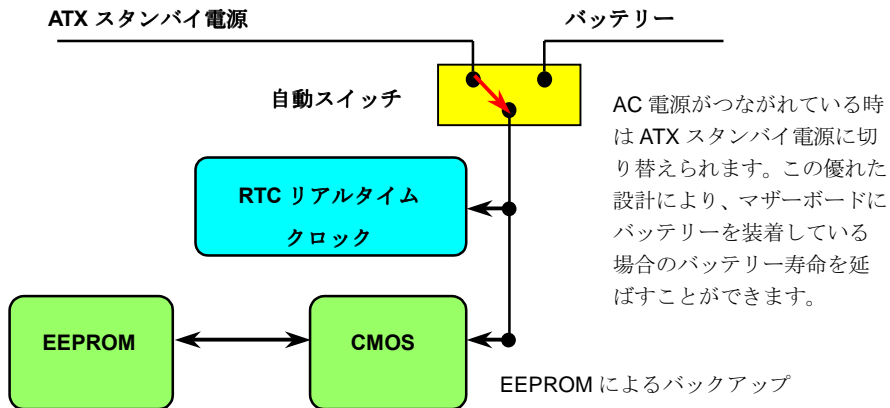 ATX スタンバイ電源
バッテリー
自動スイッチ
AC 電源がつながれている時
は ATX スタンバイ電源に切
り替えられます。この優れた
設計により、マザーボードに
バッテリーを装着している
場合のバッテリー寿命を延
ばすことができます。
RTC リアルタイム
クロック
EEPROM
CMOS
EEPROM によるバックアップ